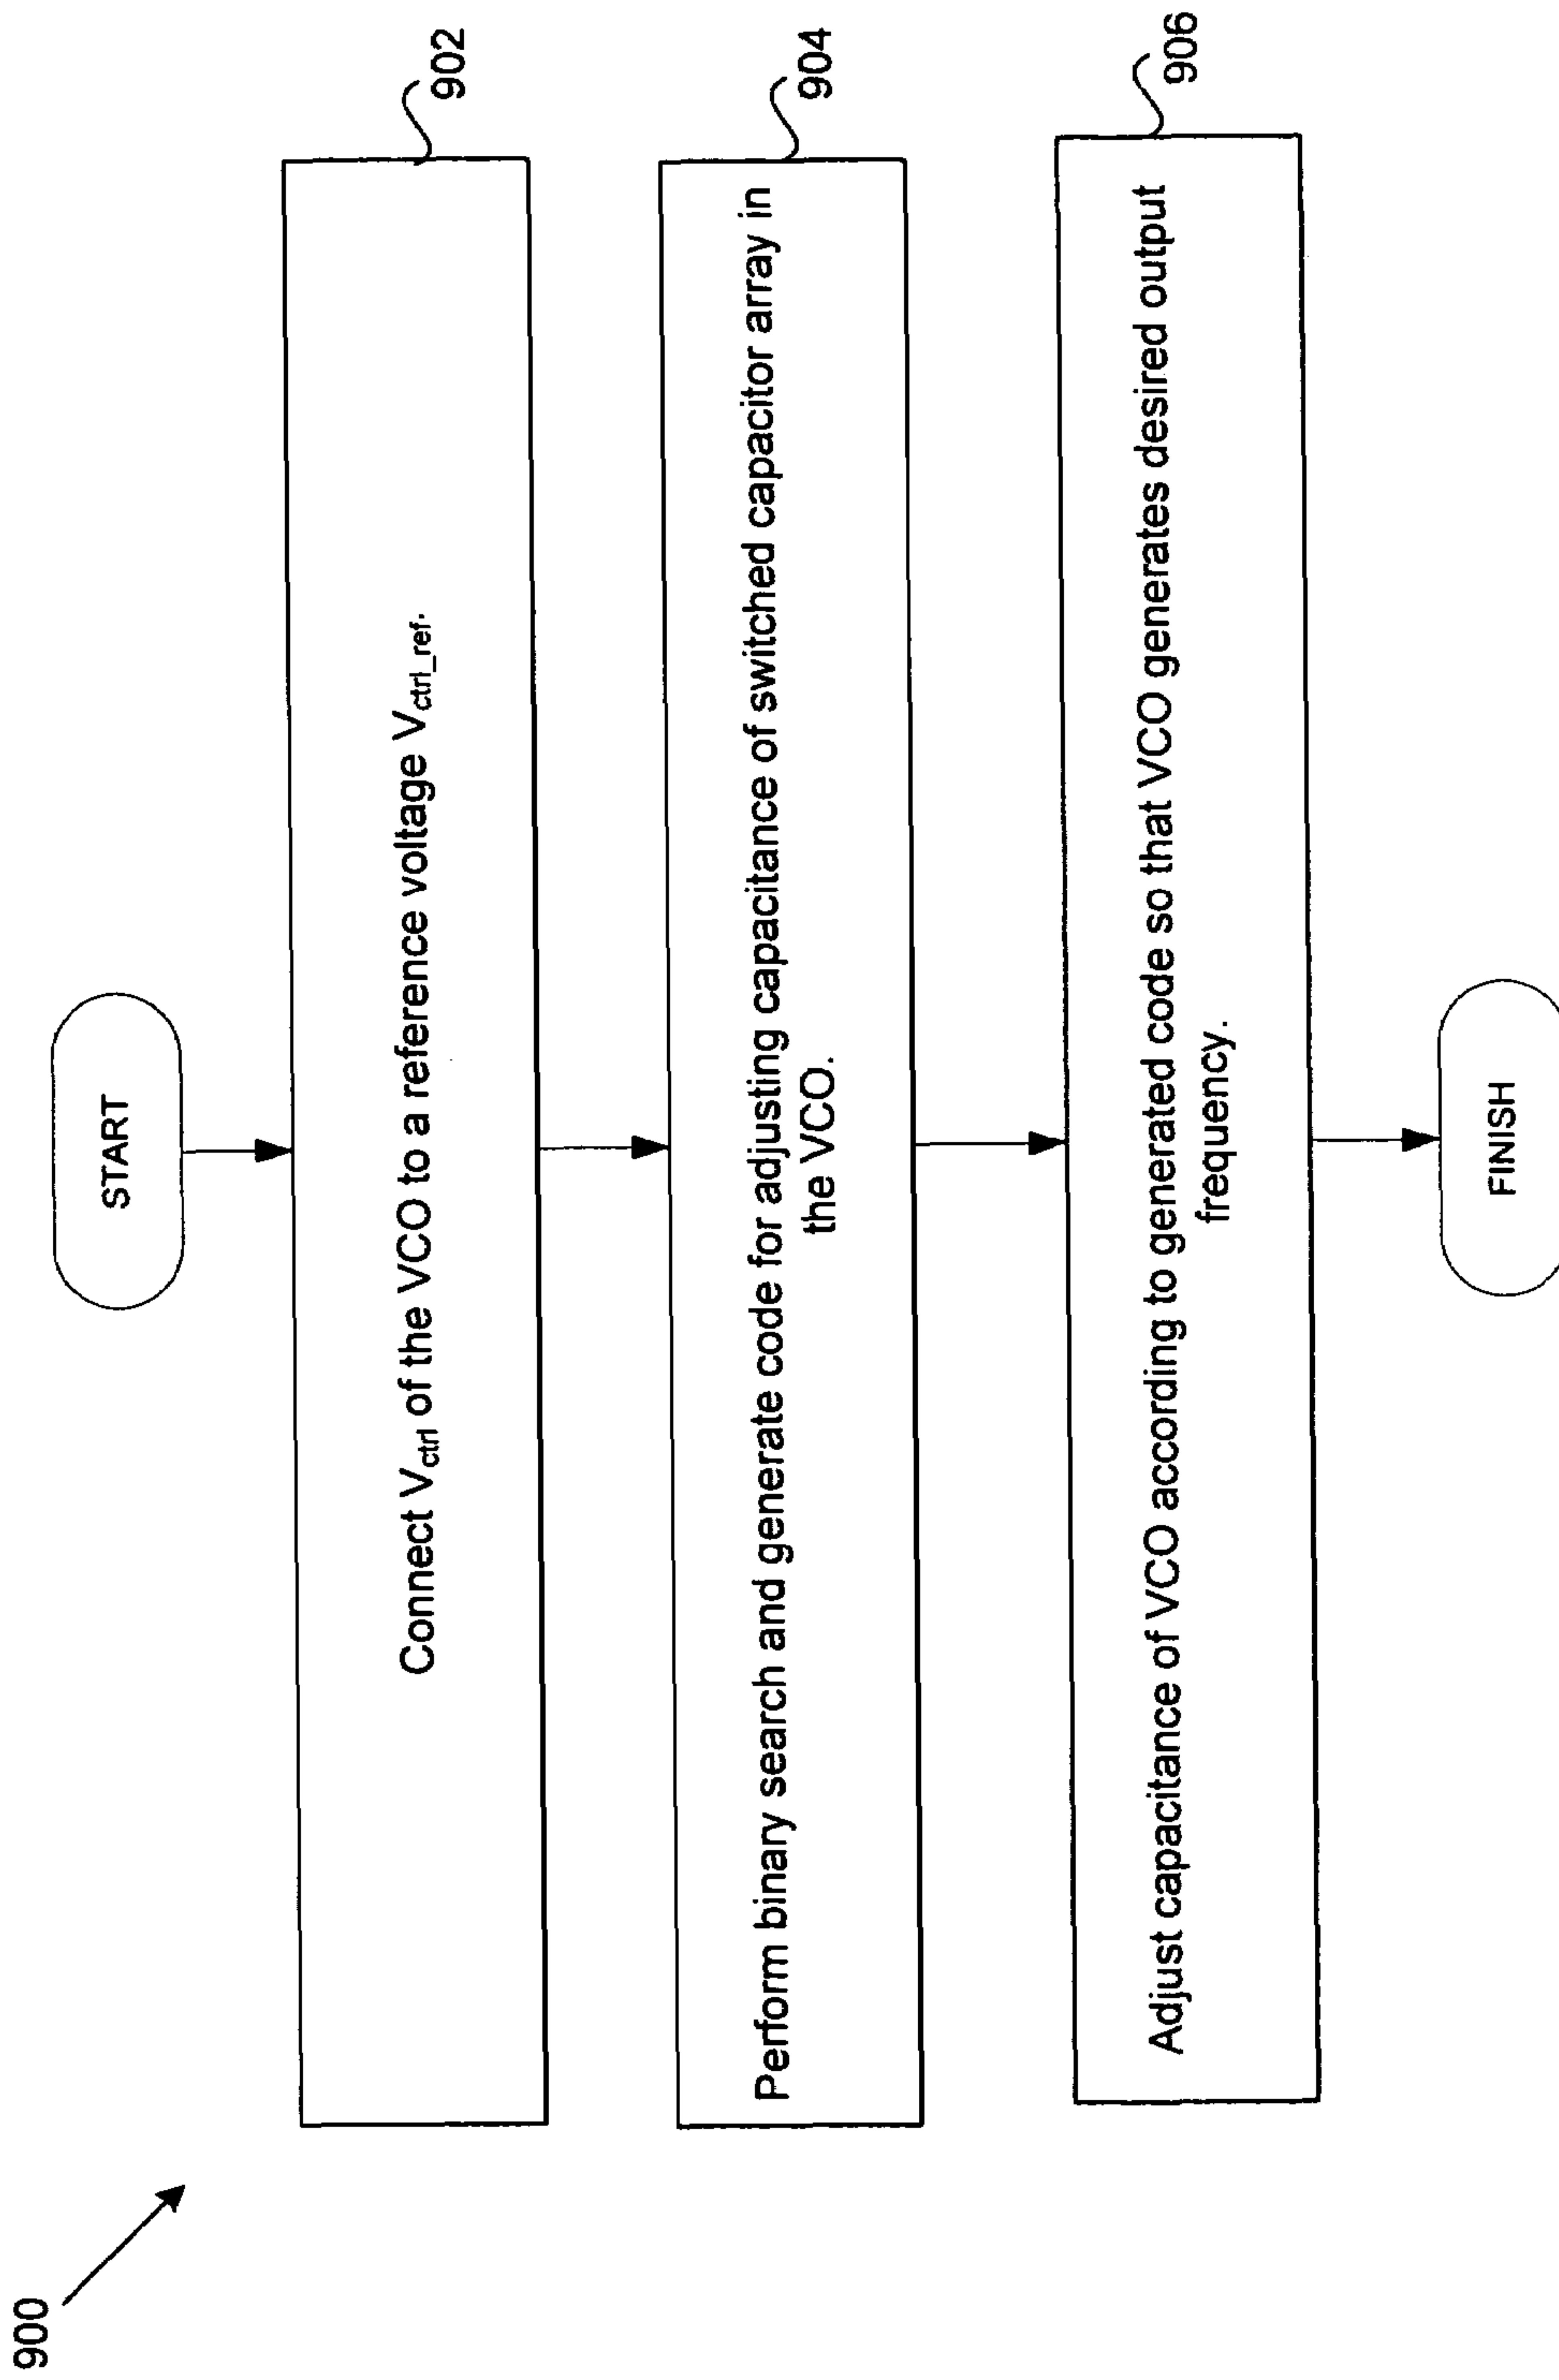 900
START
Connect Vctrl of the VCO to a reference voltage Vctrl_ref.
902
Perform binary search and generate code for adjusting capacitance of switched capacitor array in
the VCO.
904
Adjust capacitance of VCO according to generated code so that VCO generates desired output
frequency.
906
FINISH